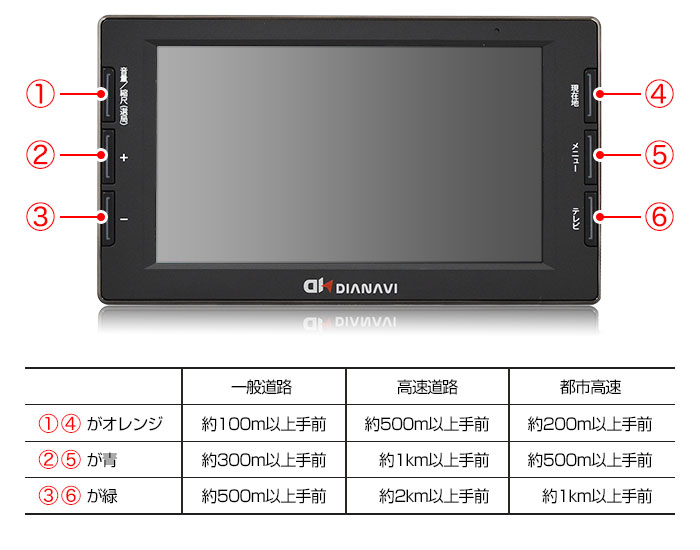 ① 音量/縮尺(選局)
② +
③ −
現在地 ④
メニュー ⑤
テレビ ⑥
DIANAVI
一般道路 高速道路 都市高速
①④ がオレンジ 約100m以上手前 約500m以上手前 約200m以上手前
②⑤ が青 約300m以上手前 約1km以上手前 約500m以上手前
③⑥ が緑 約500m以上手前 約2km以上手前 約1km以上手前